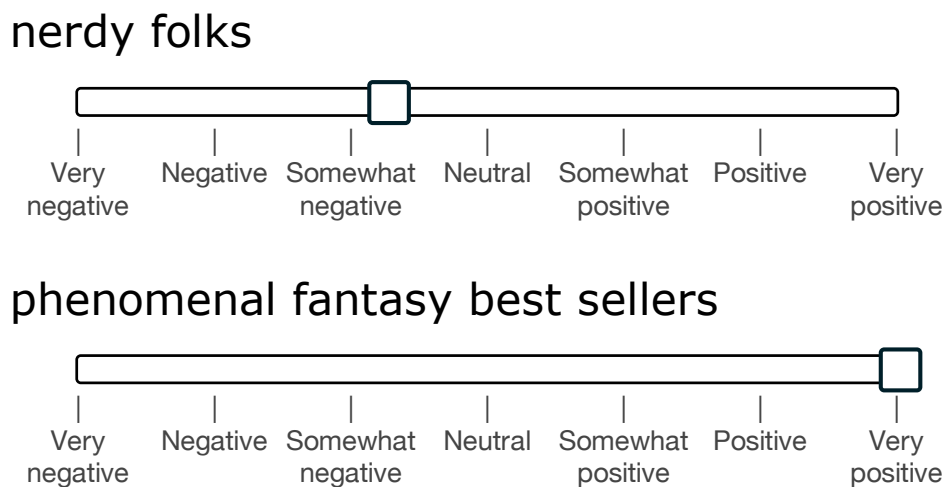 nerdy folks
| | | | | | |
Very Negative Somewhat Neutral Somewhat Positive Very
negative negative positive positive
phenomenal fantasy best sellers
| | | | | | |
Very Negative Somewhat Neutral Somewhat Positive Very
negative negative positive positive